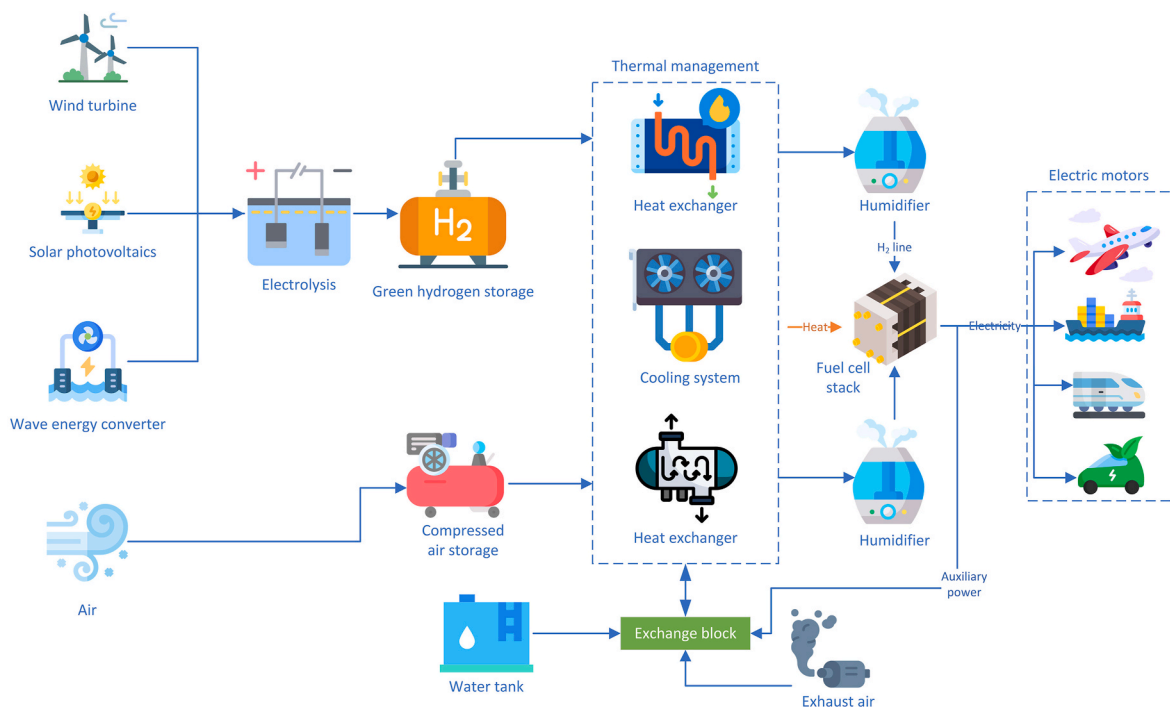 Wind turbine
Solar photovoltaics
Wave energy converter
Air
+
−
Electrolysis
H2
Green hydrogen storage
Compressed
air storage
Water tank
Thermal management
Heat exchanger
Cooling system
Heat exchanger
Exchange block
Humidifier
H₂ line
Heat
Fuel cell
stack
Humidifier
Electricity
Auxiliary
power
Exhaust air
Electric motors